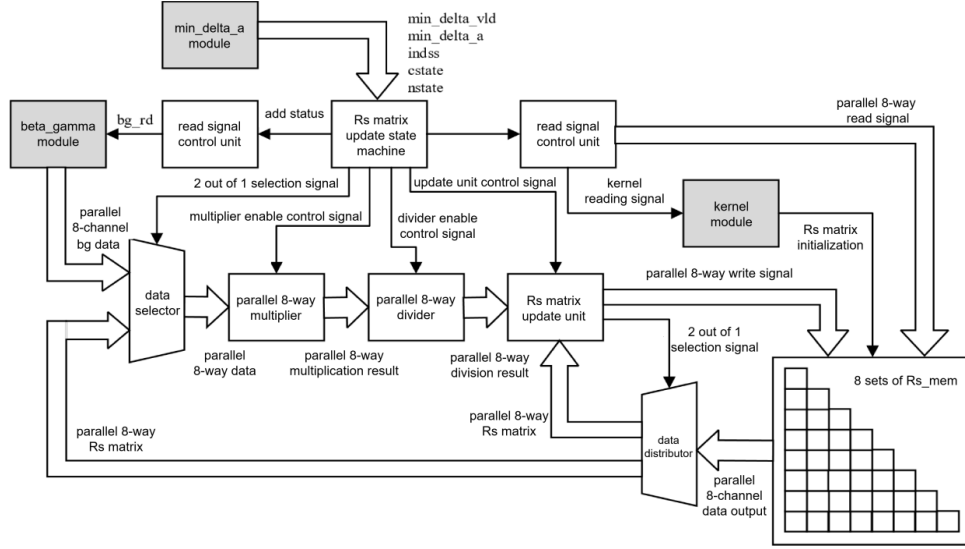 min_delta_a
module
min_delta_vld
min_delta_a
indss
cstate
nstate
beta_gamma
module
bg_rd
read signal
control unit
add status
Rs matrix
update state
machine
read signal
control unit
parallel 8-way
read signal
2 out of 1 selection signal
update unit control signal
kernel
reading signal
kernel
module
Rs matrix
initialization
parallel
8-channel
bg data
multiplier enable control signal
divider enable
control signal
data
selector
parallel 8-way
multiplier
parallel 8-way
divider
Rs matrix
update unit
parallel 8-way write signal
parallel
8-way data
parallel 8-way
multiplication result
parallel 8-way
division result
2 out of 1
selection signal
8 sets of Rs_mem
parallel 8-way
Rs matrix
parallel 8-way
Rs matrix
data
distributor
parallel
8-channel
data output